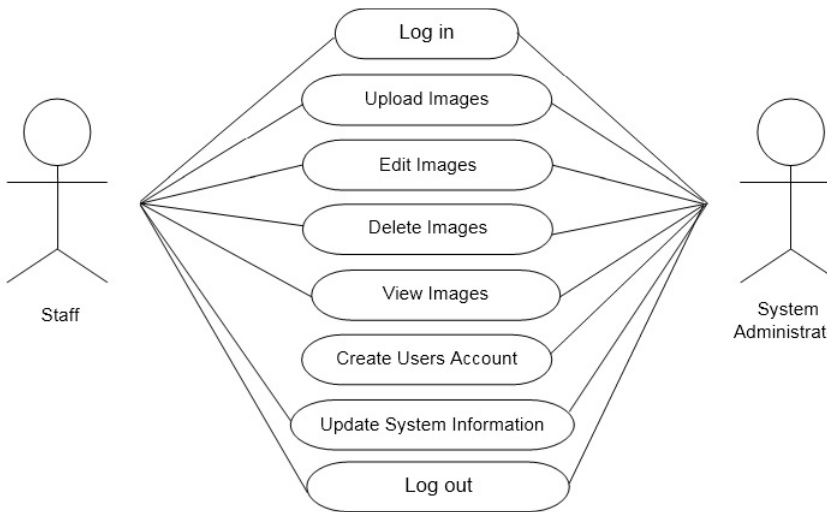 Log in
Upload Images
Edit Images
Delete Images
View Images
Create Users Account
Update System Information
Log out
Staff
System
Administrat